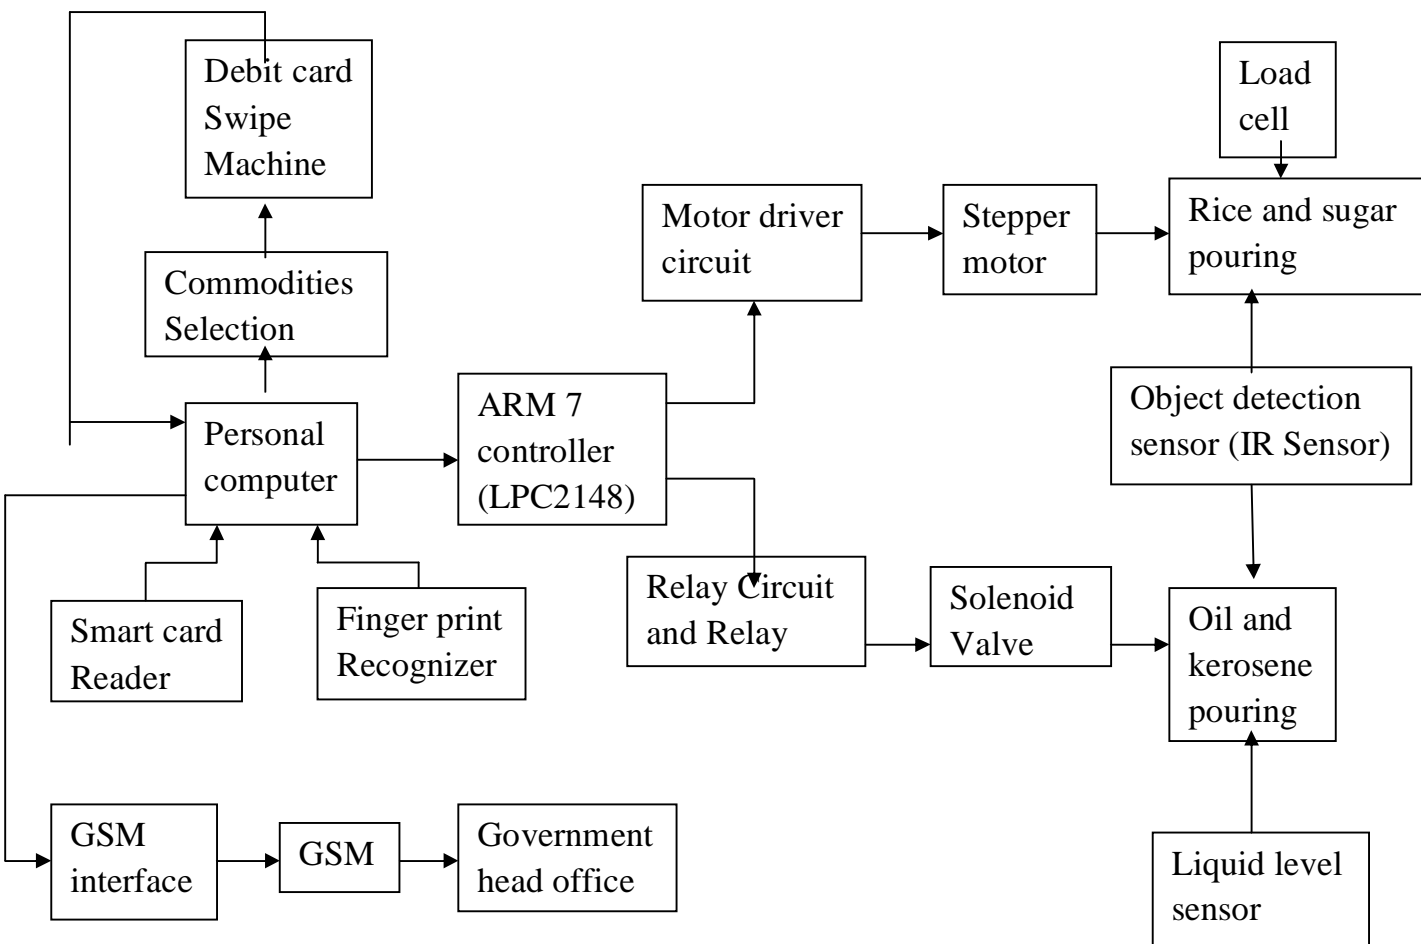 Debit card
Swipe
Machine
Load
cell
Motor driver
circuit
Stepper
motor
Rice and sugar
pouring
Commodities
Selection
Personal
computer
ARM 7
controller
(LPC2148)
Object detection
sensor (IR Sensor)
Smart card
Reader
Finger print
Recognizer
Relay Circuit
and Relay
Solenoid
Valve
Oil and
kerosene
pouring
GSM
interface
GSM
Government
head office
Liquid level
sensor